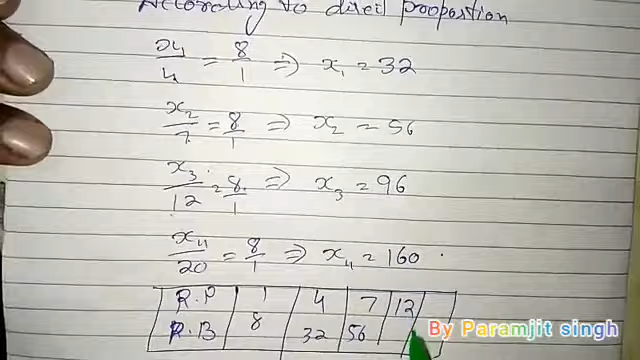 According to direct proportion
x₁/4 = 8/1 ⇒ x₁ = 32
x₂/7 = 8/1 ⇒ x₂ = 56
x₃/12 = 8/1 ⇒ x₃ = 96
x₄/20 = 8/1 ⇒ x₄ = 160
R.P 1 4 7 12
R.B 8 32 56
By Paramjit singh